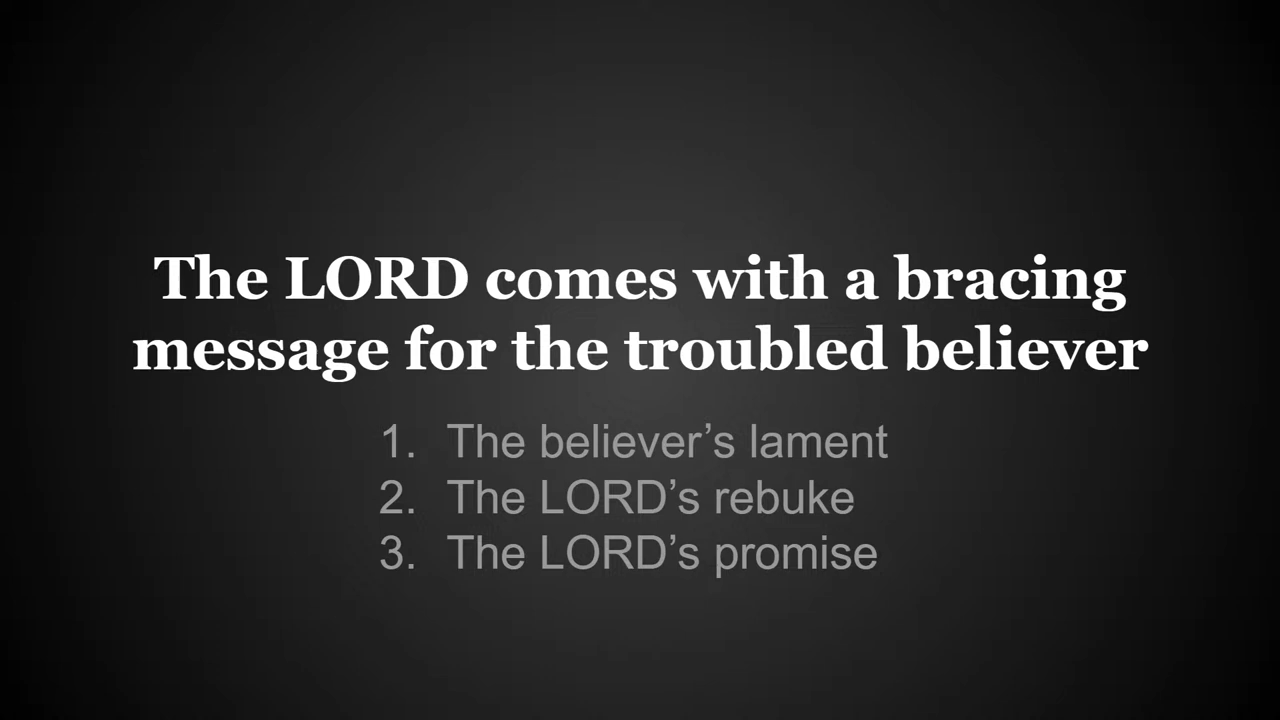 The LORD comes with a bracing
message for the troubled believer
1. The believer’s lament
2. The LORD’s rebuke
3. The LORD’s promise